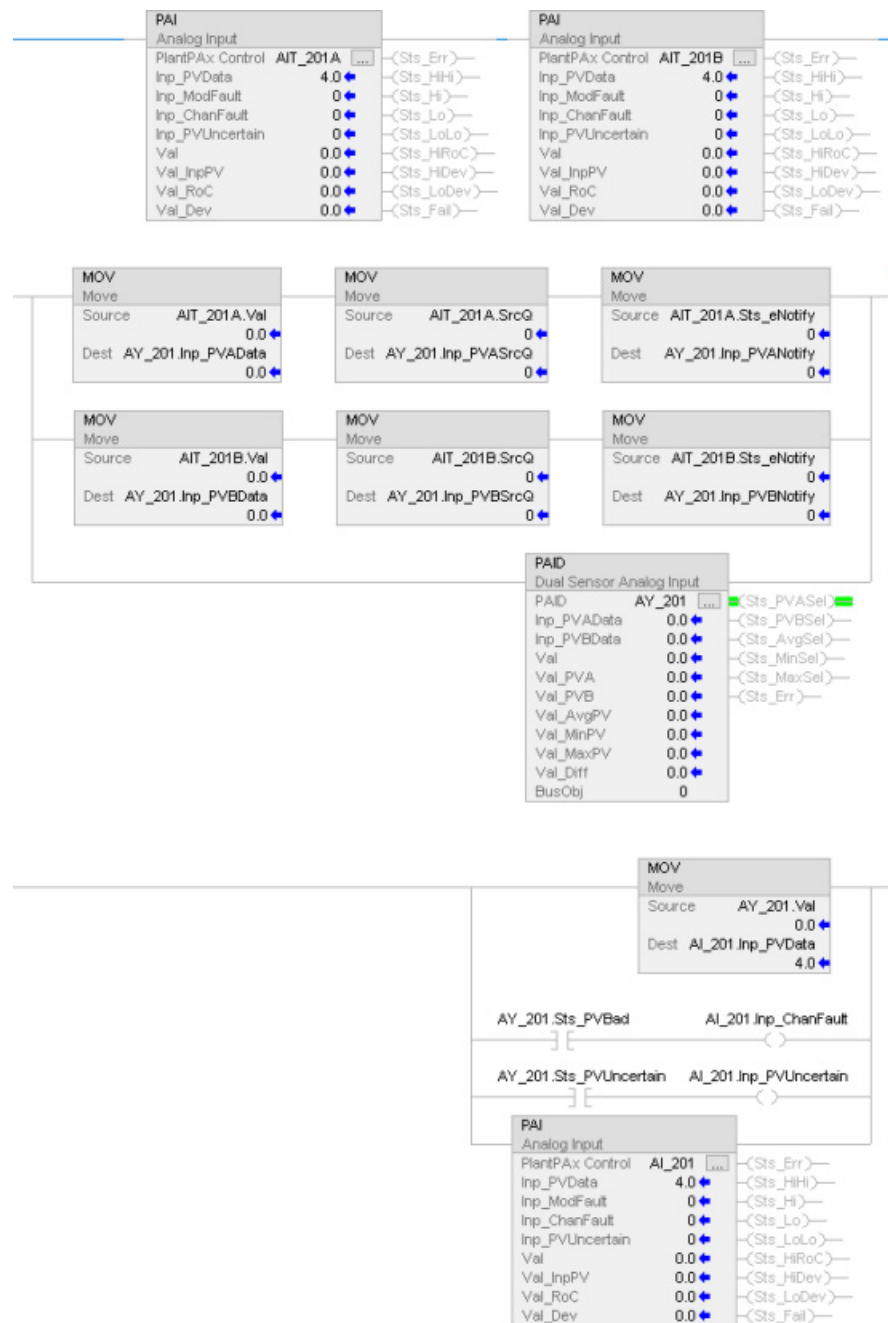 PAI PAI
Analog Input Analog Input
PlantPAx Control AIT_201A ... (Sts_Err) PlantPAx Control AIT_201B ... (Sts_Err)
Inp_PVData 4.0 (Sts_HiHi) Inp_PVData 4.0 (Sts_HiHi)
Inp_ModFault 0 (Sts_Hi) Inp_ModFault 0 (Sts_Hi)
Inp_ChanFault 0 (Sts_Lo) Inp_ChanFault 0 (Sts_Lo)
Inp_PVUncertain 0 (Sts_LoLo) Inp_PVUncertain 0 (Sts_LoLo)
Val 0.0 (Sts_HiRoC) Val 0.0 (Sts_HiRoC)
Val_InpPV 0.0 (Sts_HiDev) Val_InpPV 0.0 (Sts_HiDev)
Val_RoC 0.0 (Sts_LoDev) Val_RoC 0.0 (Sts_LoDev)
Val_Dev 0.0 (Sts_Fail) Val_Dev 0.0 (Sts_Fail)
MOV MOV MOV
Move Move Move
Source AIT_201A.Val Source AIT_201A.SrcQ Source AIT_201A.Sts_eNotify
0.0 0 0
Dest AY_201.Inp_PVAData Dest AY_201.Inp_PVASrcQ Dest AY_201.Inp_PVANotify
0.0 0 0
MOV MOV MOV
Move Move Move
Source AIT_201B.Val Source AIT_201B.SrcQ Source AIT_201B.Sts_eNotify
0.0 0 0
Dest AY_201.Inp_PVBData Dest AY_201.Inp_PVBSrcQ Dest AY_201.Inp_PVBNotify
0.0 0 0
PAID
Dual Sensor Analog Input
PAID AY_201 ... (Sts_PVASel)
Inp_PVAData 0.0 (Sts_PVBSel)
Inp_PVBData 0.0 (Sts_AvgSel)
Val 0.0 (Sts_MinSel)
Val_PVA 0.0 (Sts_MaxSel)
Val_PVB 0.0 (Sts_Err)
Val_AvgPV 0.0
Val_MinPV 0.0
Val_MaxPV 0.0
Val_Diff 0.0
BusObj 0
MOV
Move
Source AY_201.Val
0.0
Dest AI_201.Inp_PVData
4.0
AY_201.Sts_PVBad AI_201.Inp_ChanFault
AY_201.Sts_PVUncertain AI_201.Inp_PVUncertain
PAI
Analog Input
PlantPAx Control AI_201 ... (Sts_Err)
Inp_PVData 4.0 (Sts_HiHi)
Inp_ModFault 0 (Sts_Hi)
Inp_ChanFault 0 (Sts_Lo)
Inp_PVUncertain 0 (Sts_LoLo)
Val 0.0 (Sts_HiRoC)
Val_InpPV 0.0 (Sts_HiDev)
Val_RoC 0.0 (Sts_LoDev)
Val_Dev 0.0 (Sts_Fail)